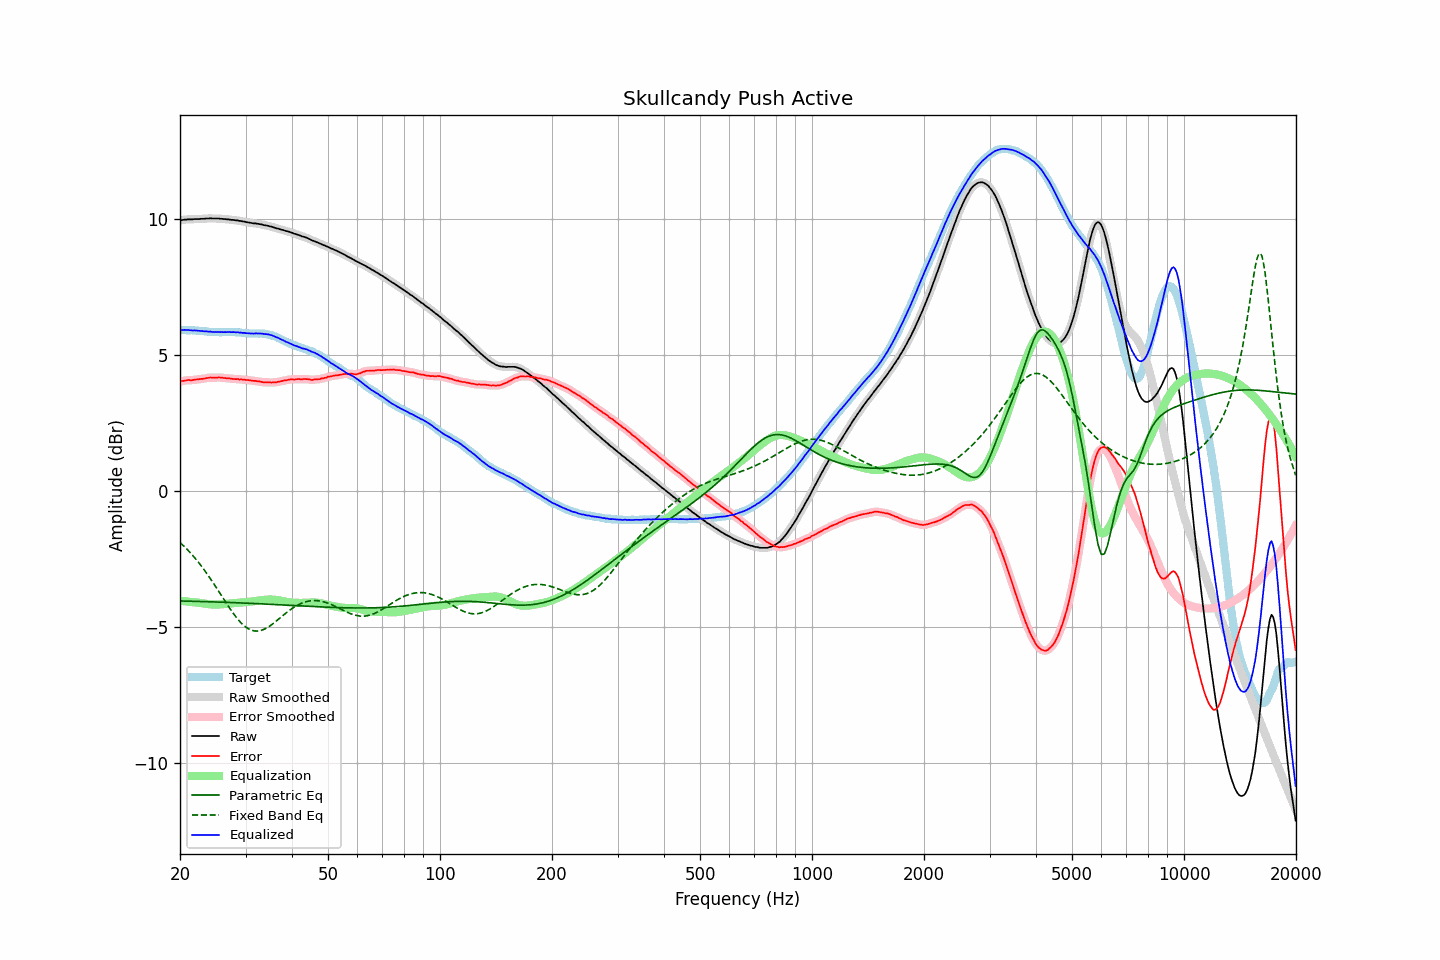 Skullcandy Push Active
Amplitude (dBr)
10
5
0
−5
−10
Target
Raw Smoothed
Error Smoothed
Raw
Error
Equalization
Parametric Eq
Fixed Band Eq
Equalized
20 50 100 200 500 1000 2000 5000 10000 20000
Frequency (Hz)